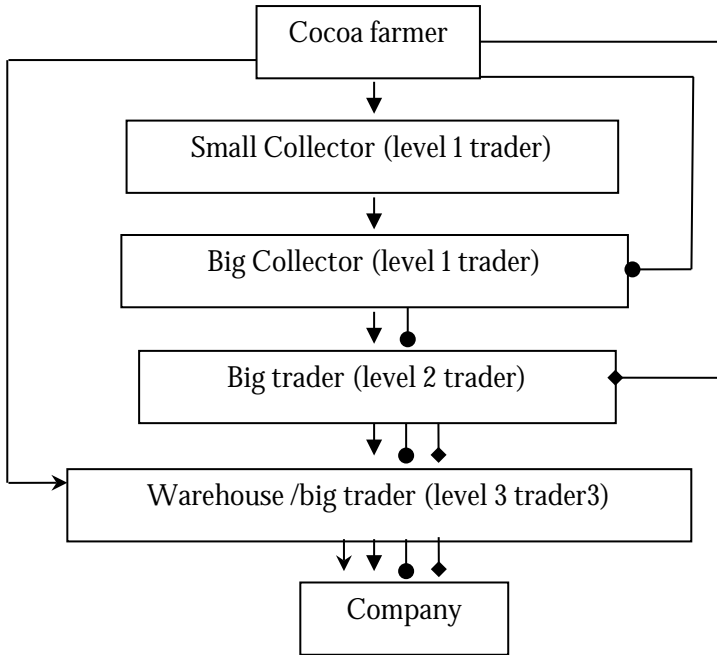 Cocoa farmer
Small Collector (level 1 trader)
Big Collector (level 1 trader)
Big trader (level 2 trader)
Warehouse /big trader (level 3 trader3)
Company